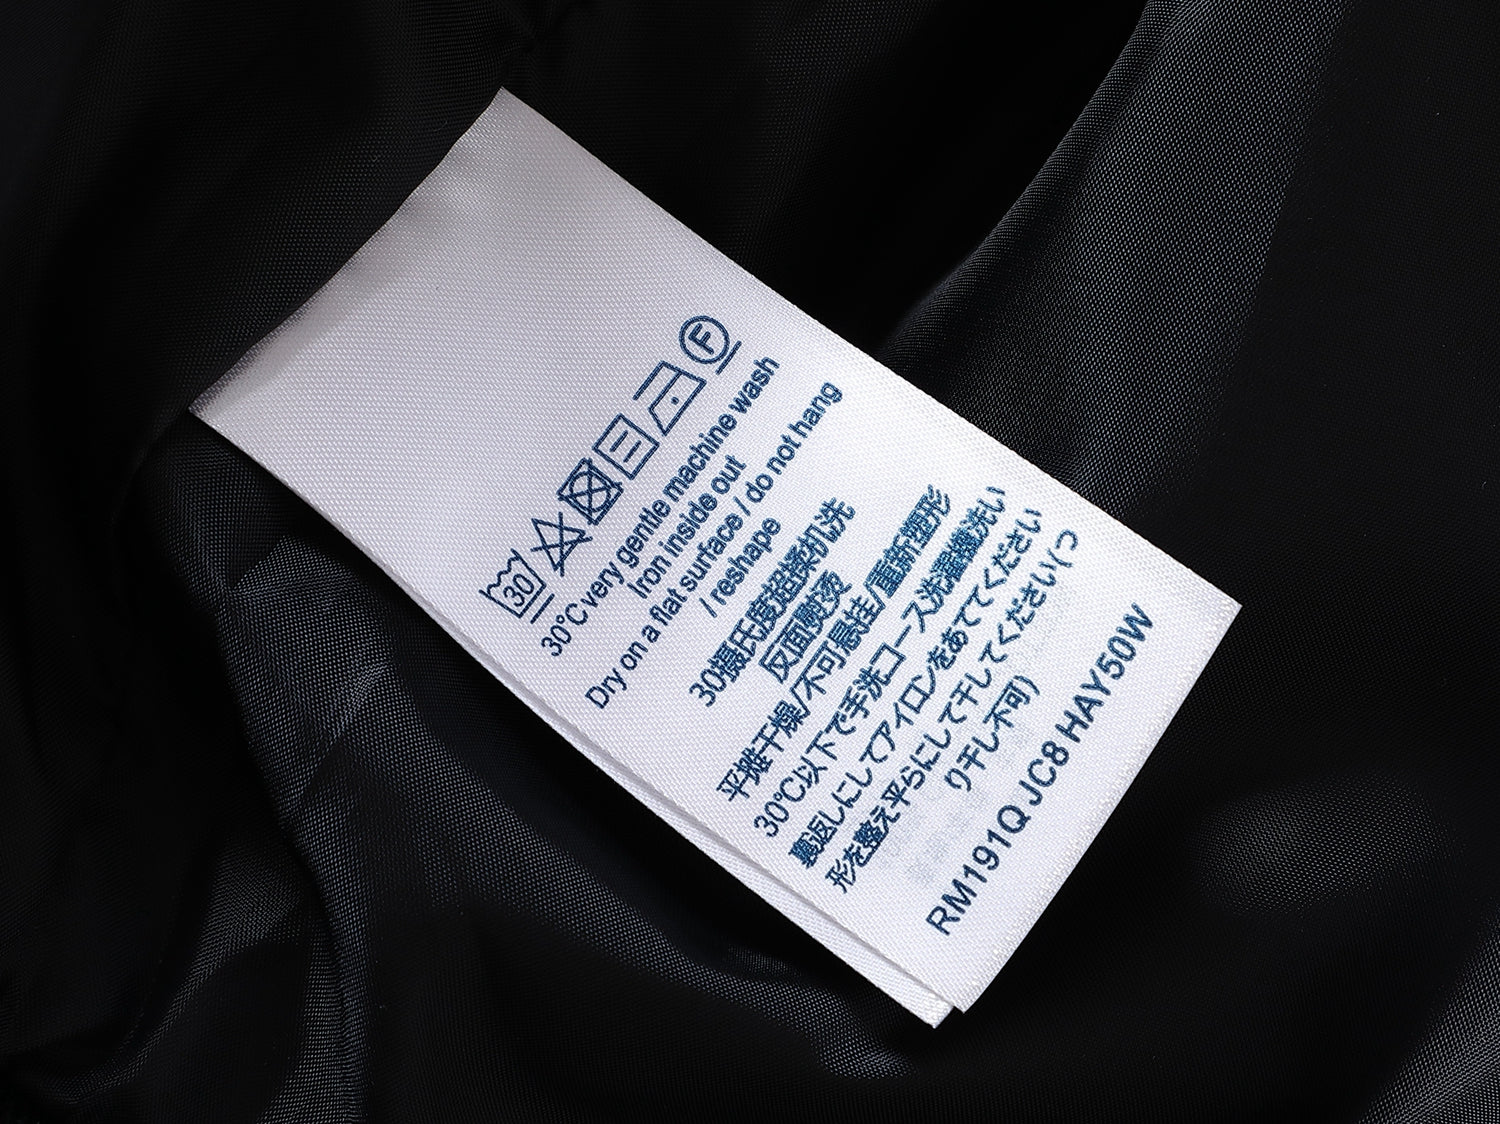 30
F
30°C very gentle machine wash
Iron inside out
Dry on a flat surface / do not hang
/ reshape
30摄氏度超柔机洗
反面熨烫
平摊干燥/不可悬挂/重新塑形
30℃以下で手洗コース洗濯機洗い
裏返しにしてアイロンをあててください
形を整え平らにして干してください(つ
り干し不可)
RM191Q JC8 HAY50W